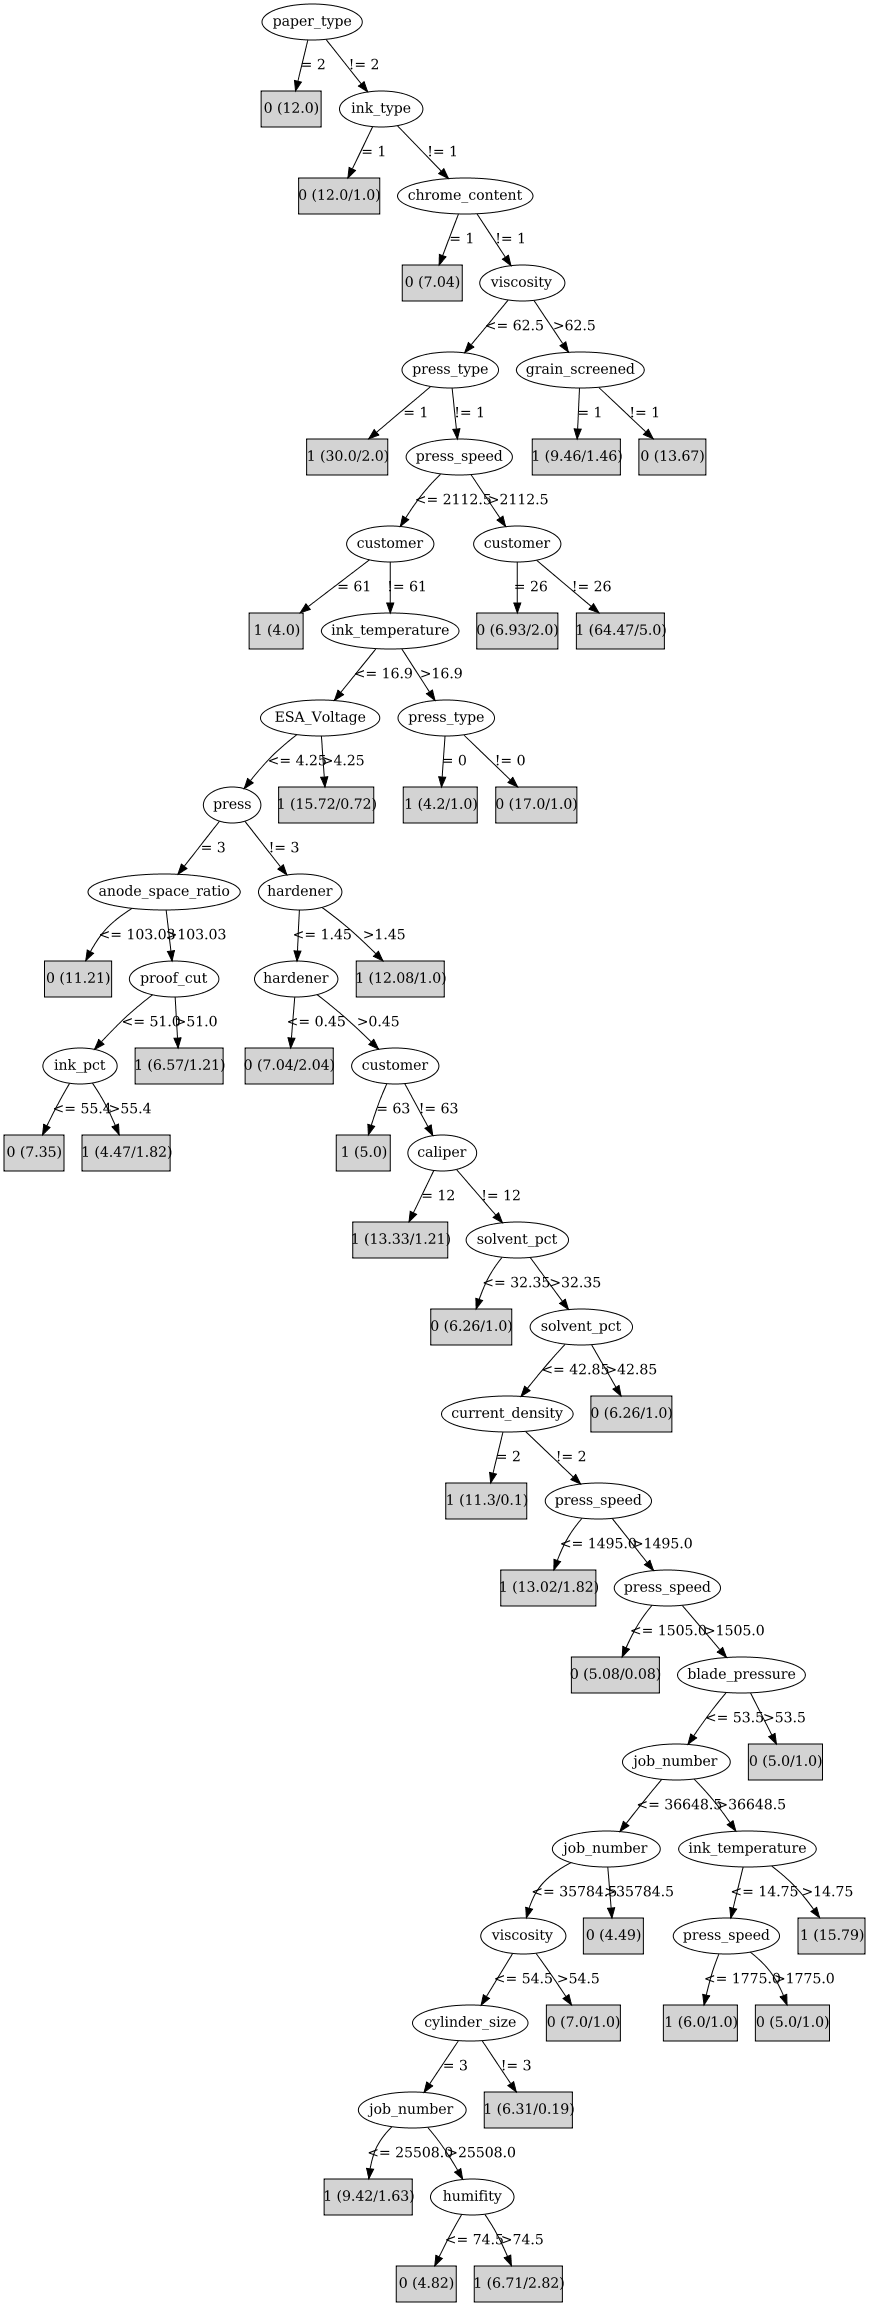 paper_type
= 2 != 2
0 (12.0) ink_type
= 1 != 1
0 (12.0/1.0) chrome_content
= 1 != 1
0 (7.04) viscosity
<= 62.5 >62.5
press_type grain_screened
= 1 != 1 = 1 != 1
1 (30.0/2.0) press_speed 1 (9.46/1.46) 0 (13.67)
<= 2112.5 >2112.5
customer customer
= 61 != 61 = 26 != 26
1 (4.0) ink_temperature 0 (6.93/2.0) 1 (64.47/5.0)
<= 16.9 >16.9
ESA_Voltage press_type
<= 4.25 >4.25 = 0 != 0
press 1 (15.72/0.72) 1 (4.2/1.0) 0 (17.0/1.0)
= 3 != 3
anode_space_ratio hardener
<= 103.03 >103.03 <= 1.45 >1.45
0 (11.21) proof_cut hardener 1 (12.08/1.0)
<= 51.0 >51.0 <= 0.45 >0.45
ink_pct 1 (6.57/1.21) 0 (7.04/2.04) customer
<= 55.4 >55.4 = 63 != 63
0 (7.35) 1 (4.47/1.82) 1 (5.0) caliper
= 12 != 12
1 (13.33/1.21) solvent_pct
<= 32.35 >32.35
0 (6.26/1.0) solvent_pct
<= 42.85 >42.85
current_density 0 (6.26/1.0)
= 2 != 2
1 (11.3/0.1) press_speed
<= 1495.0 >1495.0
1 (13.02/1.82) press_speed
<= 1505.0 >1505.0
0 (5.08/0.08) blade_pressure
<= 53.5 >53.5
job_number 0 (5.0/1.0)
<= 36648.5 >36648.5
job_number ink_temperature
<= 35784.5 >35784.5 <= 14.75 >14.75
viscosity 0 (4.49) press_speed 1 (15.79)
<= 54.5 >54.5 <= 1775.0 >1775.0
cylinder_size 0 (7.0/1.0) 1 (6.0/1.0) 0 (5.0/1.0)
= 3 != 3
job_number 1 (6.31/0.19)
<= 25508.0 >25508.0
1 (9.42/1.63) humifity
<= 74.5 >74.5
0 (4.82) 1 (6.71/2.82)